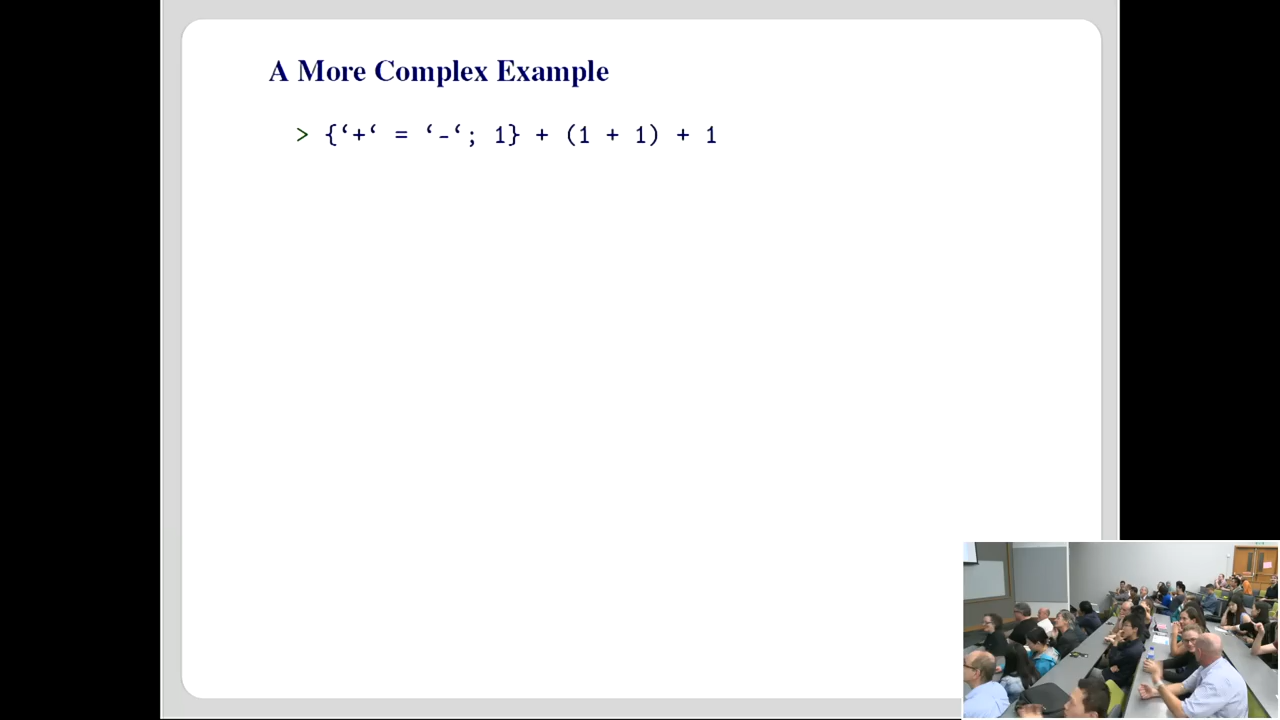 A More Complex Example
> {‘+‘ = ‘-‘; 1} + (1 + 1) + 1